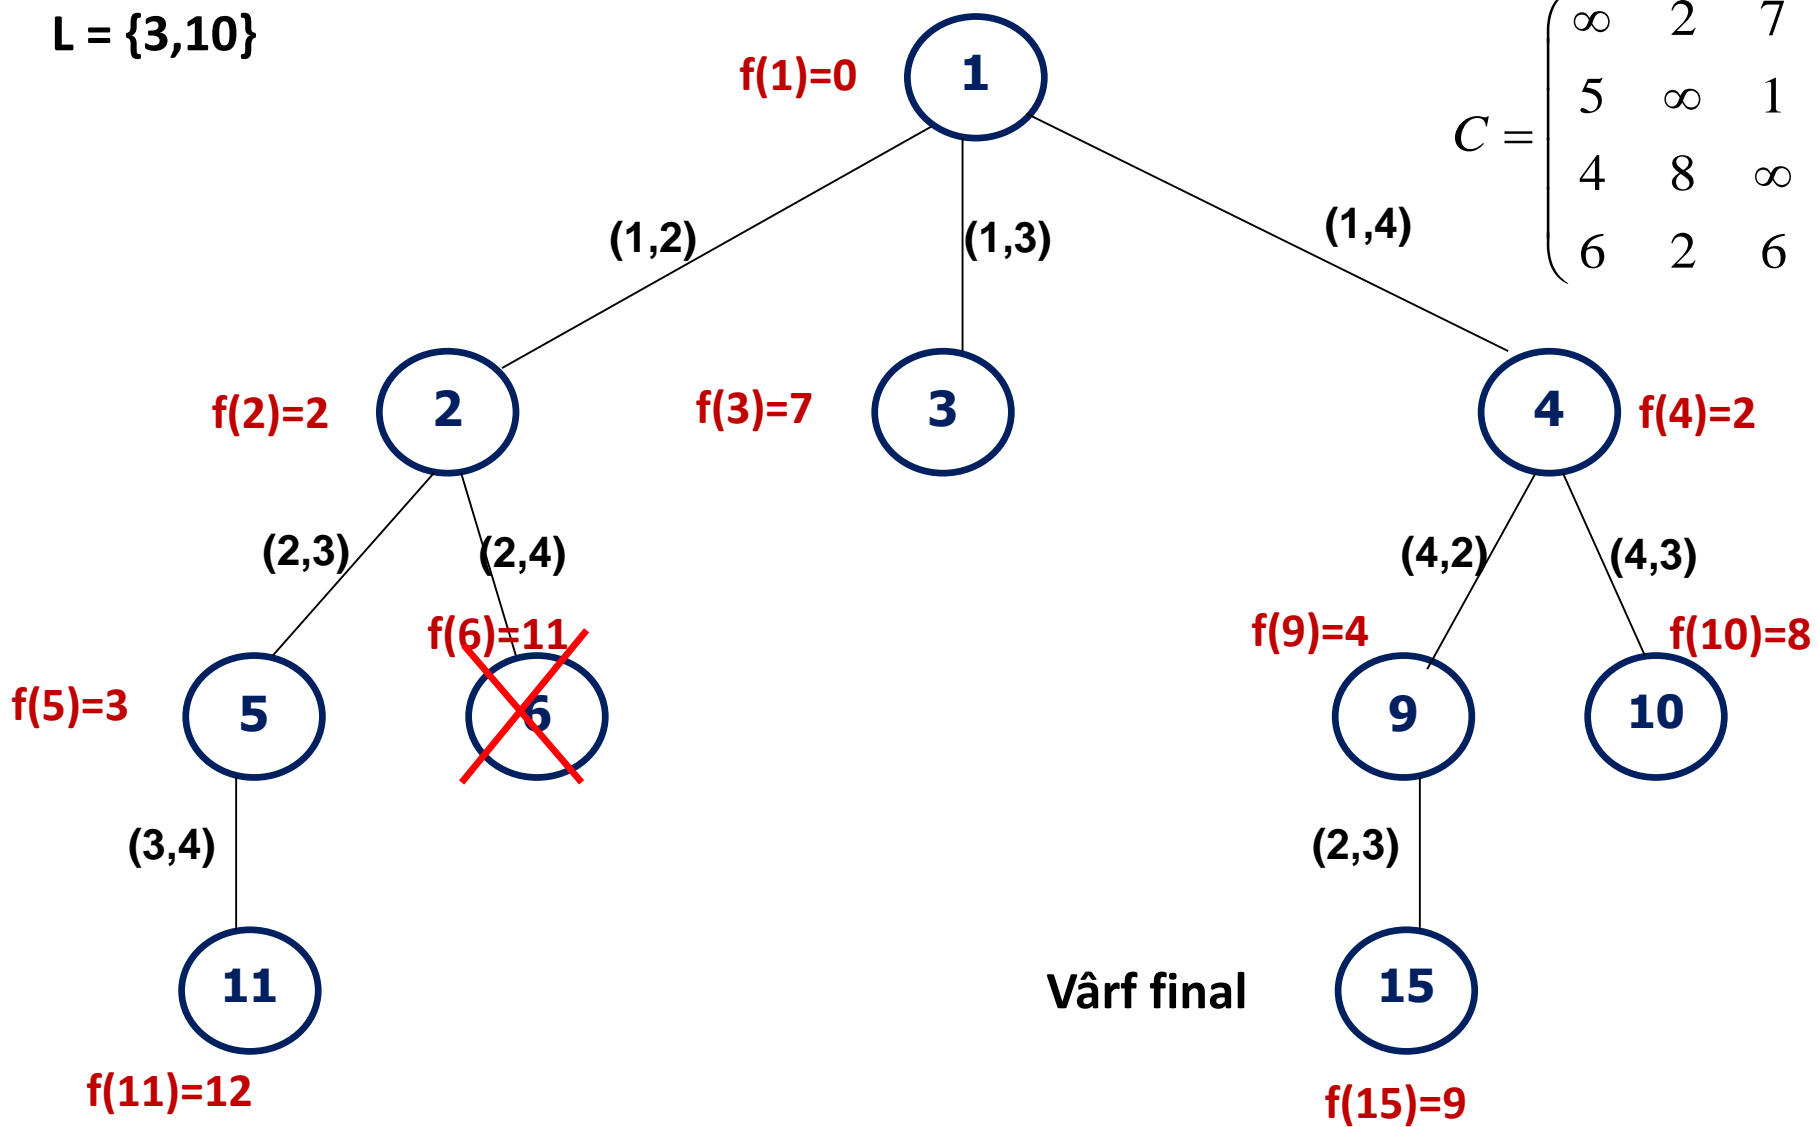 L = {3,10}
f(1)=0
1
C =
∞ 2 7
5 ∞ 1
4 8 ∞
6 2 6
(1,2)
(1,3)
(1,4)
f(2)=2
2
f(3)=7
3
4
f(4)=2
(2,3)
(2,4)
(4,2)
(4,3)
f(6)=11
f(9)=4
f(10)=8
f(5)=3
5
6
9
10
(3,4)
(2,3)
11
Vârf final
15
f(11)=12
f(15)=9